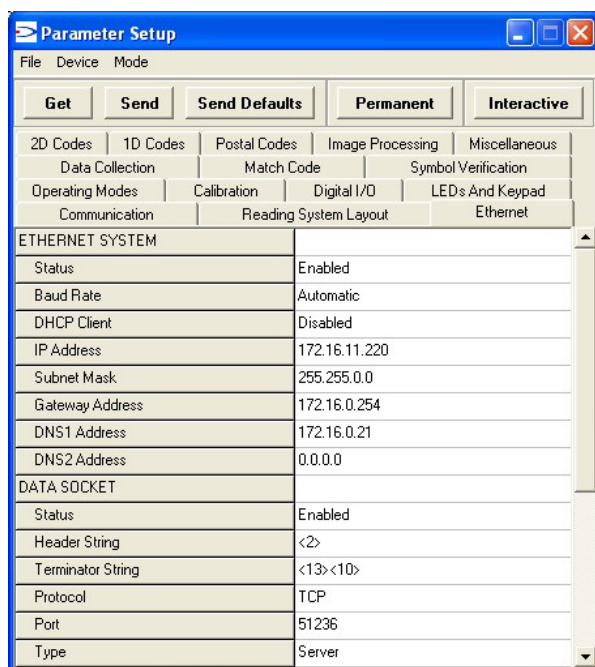 Parameter Setup
File Device Mode
Get Send Send Defaults Permanent Interactive
2D Codes 1D Codes Postal Codes Image Processing Miscellaneous
Data Collection Match Code Symbol Verification
Operating Modes Calibration Digital I/O LEDs And Keypad
Communication Reading System Layout Ethernet
ETHERNET SYSTEM
Status Enabled
Baud Rate Automatic
DHCP Client Disabled
IP Address 172.16.11.220
Subnet Mask 255.255.0.0
Gateway Address 172.16.0.254
DNS1 Address 172.16.0.21
DNS2 Address 0.0.0.0
DATA SOCKET
Status Enabled
Header String <2>
Terminator String <13><10>
Protocol TCP
Port 51236
Type Server